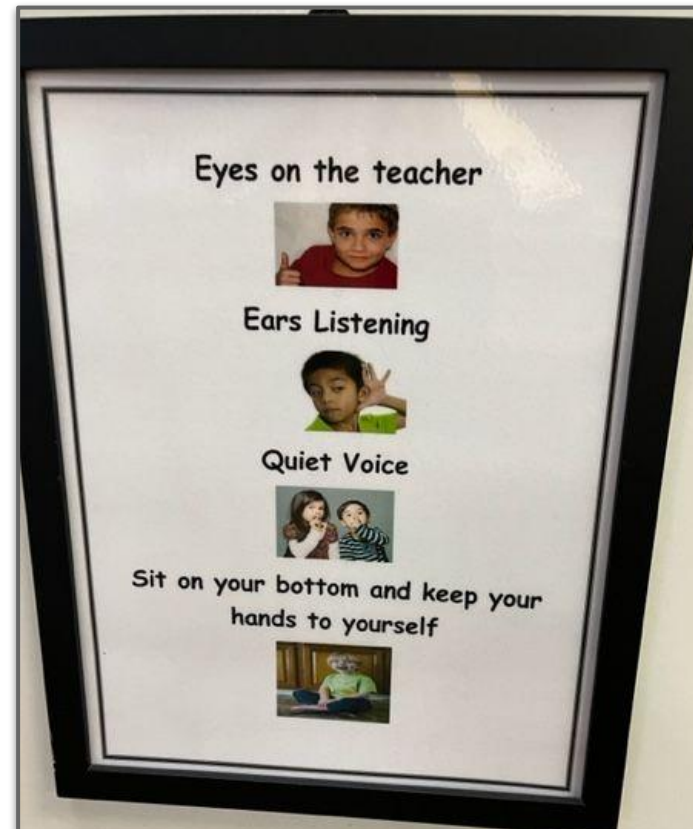 Eyes on the teacher
Ears Listening
Quiet Voice
Sit on your bottom and keep your
hands to yourself